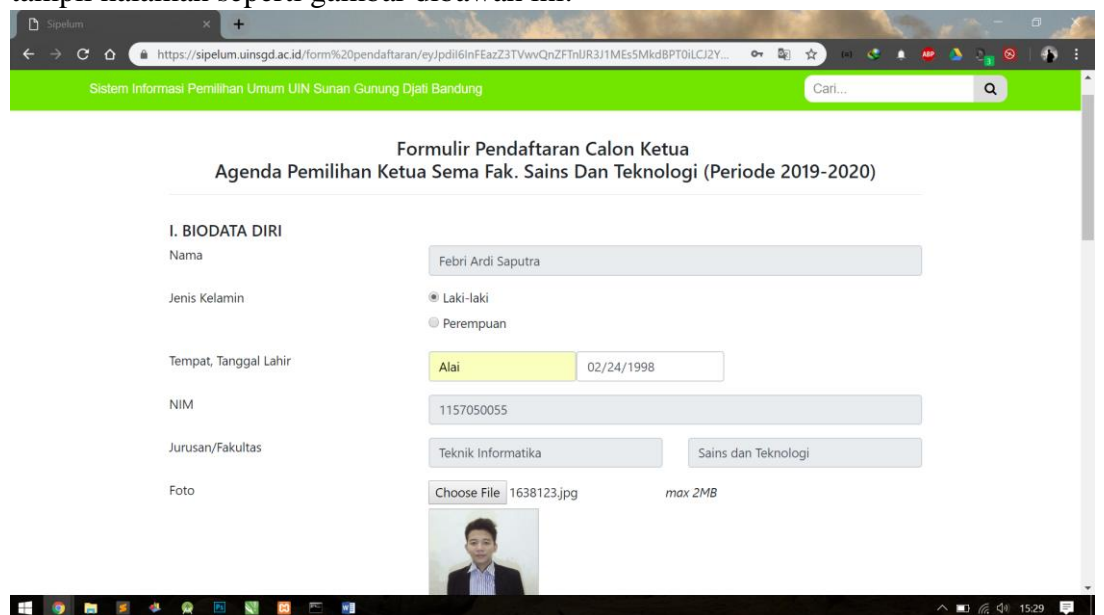 tampil halaman seperti gambar dibawah ini:
Sipelum
https://sipelum.uinsgd.ac.id/form%20pendaftaran/
Sistem Informasi Pemilihan Umum UIN Sunan Gunung Djati Bandung
Cari...
Formulir Pendaftaran Calon Ketua
Agenda Pemilihan Ketua Sema Fak. Sains Dan Teknologi (Periode 2019-2020)
I. BIODATA DIRI
Nama
Febri Ardi Saputra
Jenis Kelamin
Laki-laki
Perempuan
Tempat, Tanggal Lahir
Alai
02/24/1998
NIM
1157050055
Jurusan/Fakultas
Teknik Informatika
Sains dan Teknologi
Foto
Choose File 1638123.jpg
max 2MB
15:29